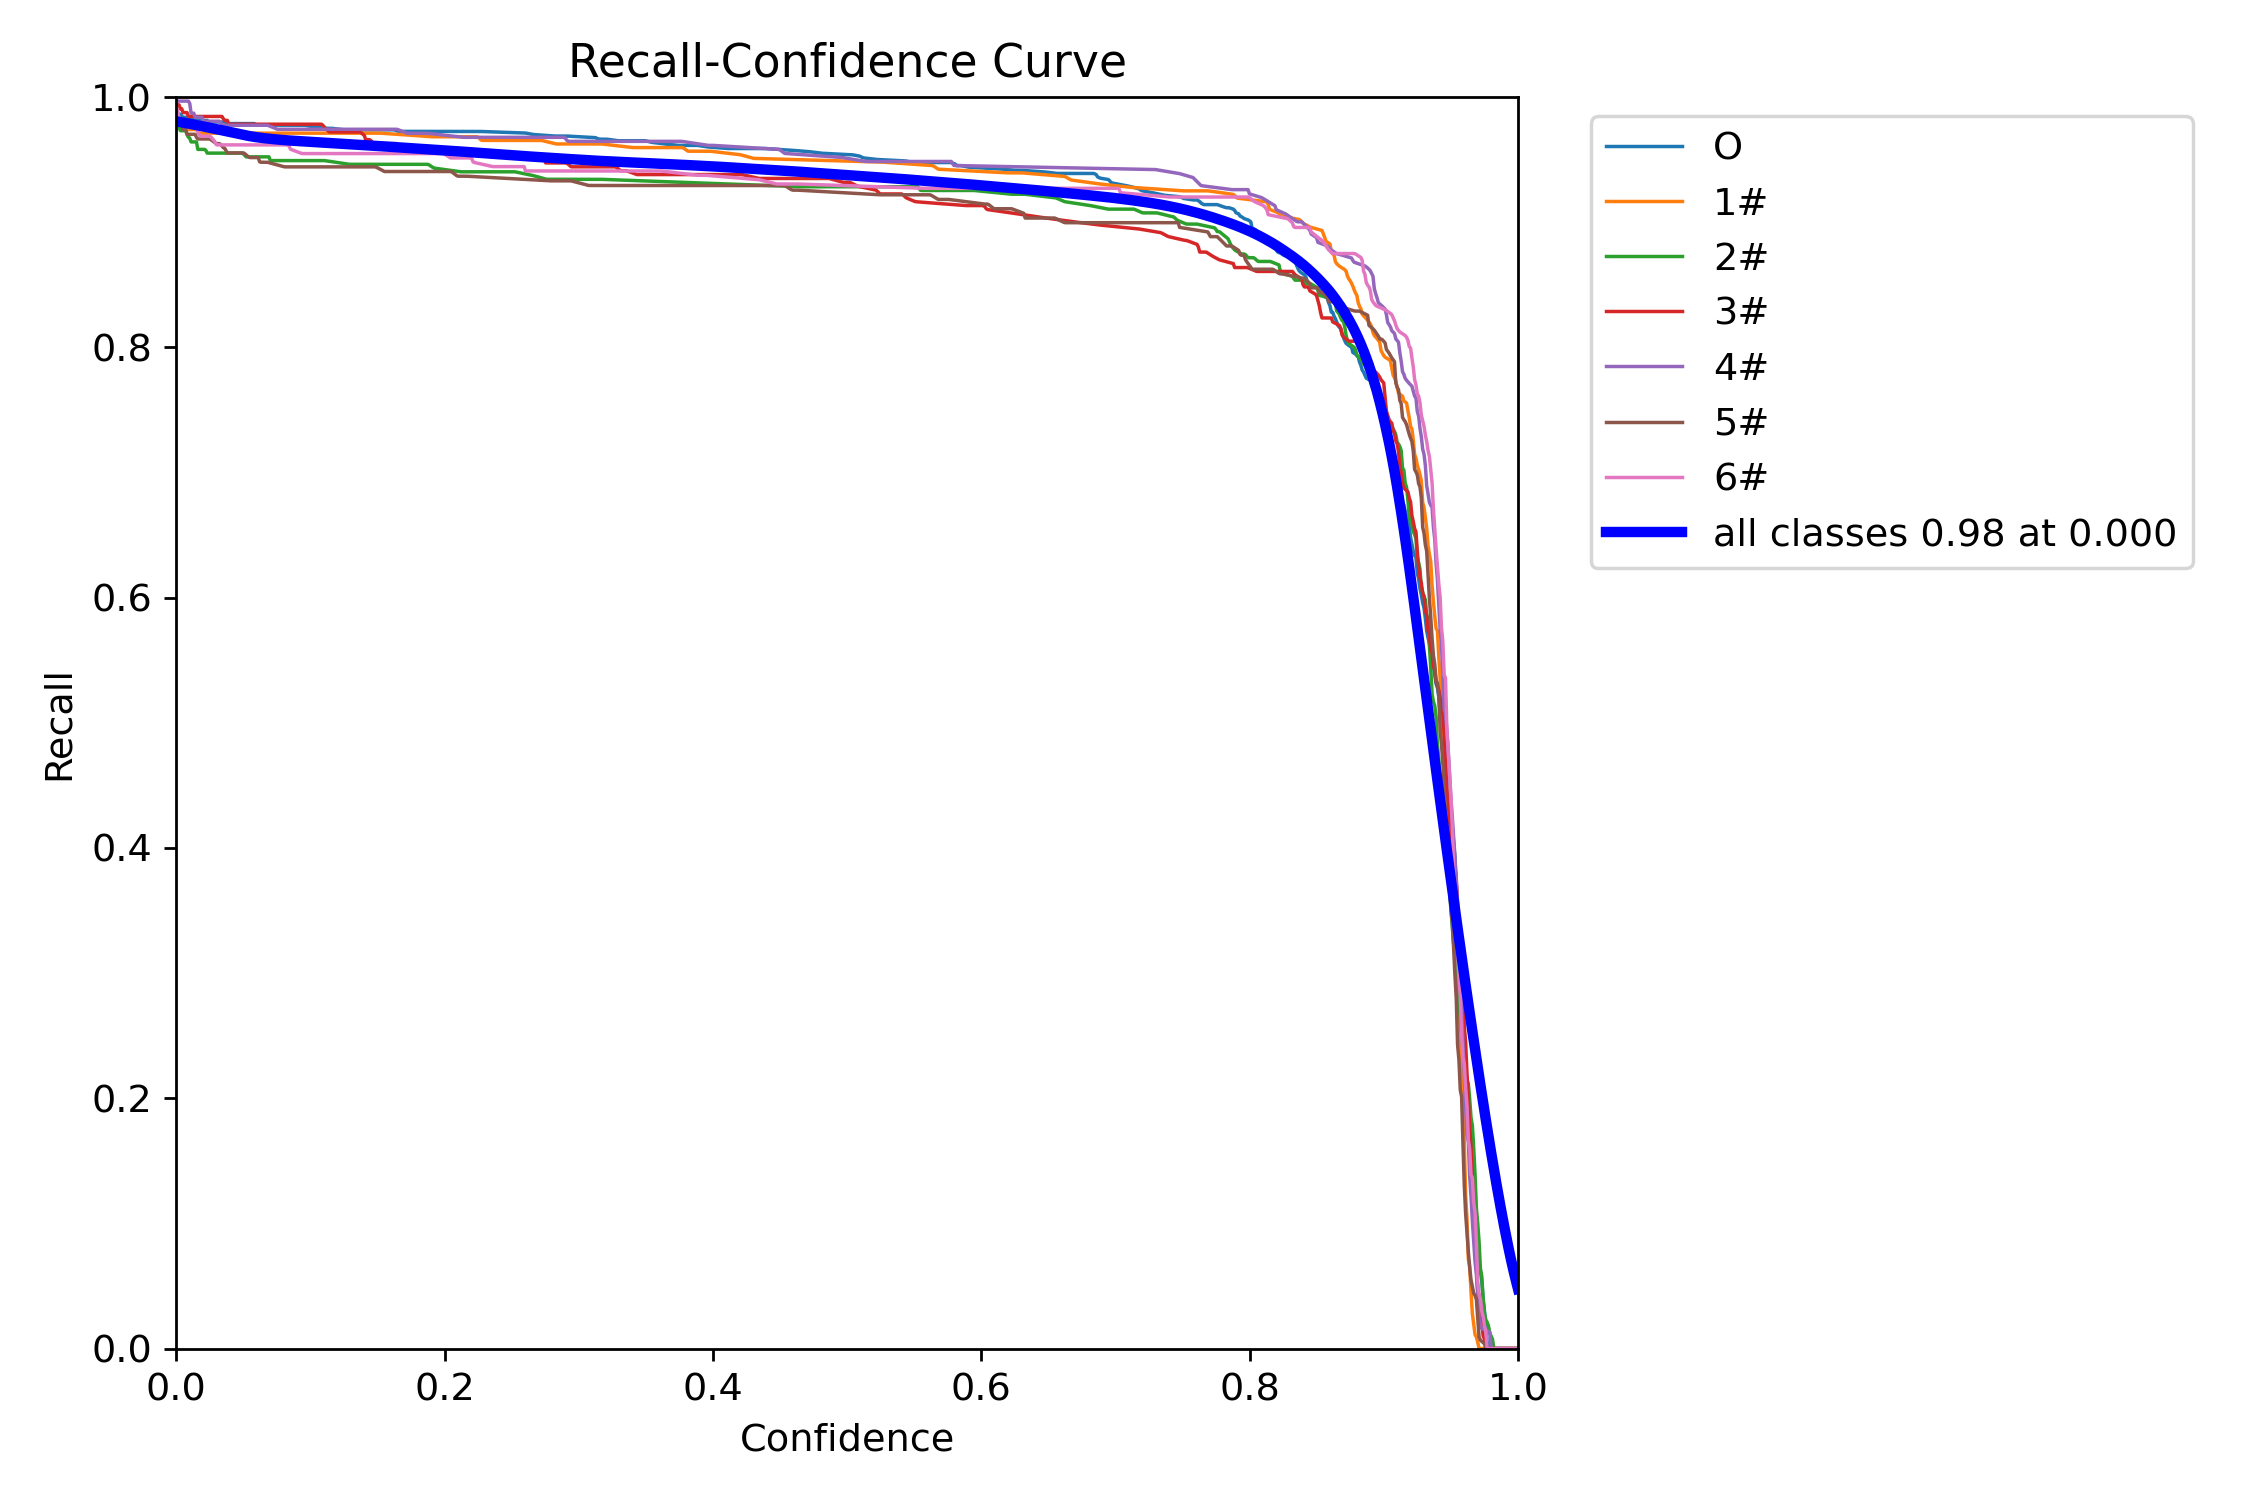 Recall-Confidence Curve
1.0
0.8
0.6
0.4
0.2
0.0
Recall
0.0 0.2 0.4 0.6 0.8 1.0
Confidence
O
1#
2#
3#
4#
5#
6#
all classes 0.98 at 0.000